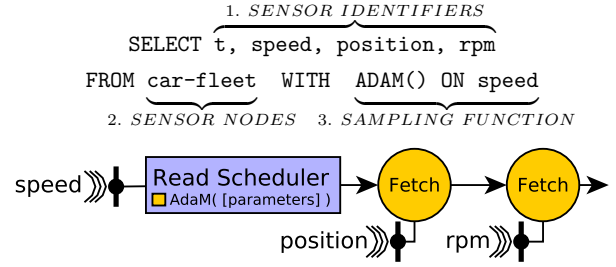 1. SENSOR IDENTIFIERS
SELECT t, speed, position, rpm
FROM car-fleet WITH ADAM() ON speed
2. SENSOR NODES 3. SAMPLING FUNCTION
speed Read Scheduler Fetch Fetch
AdaM( [parameters] )
position rpm